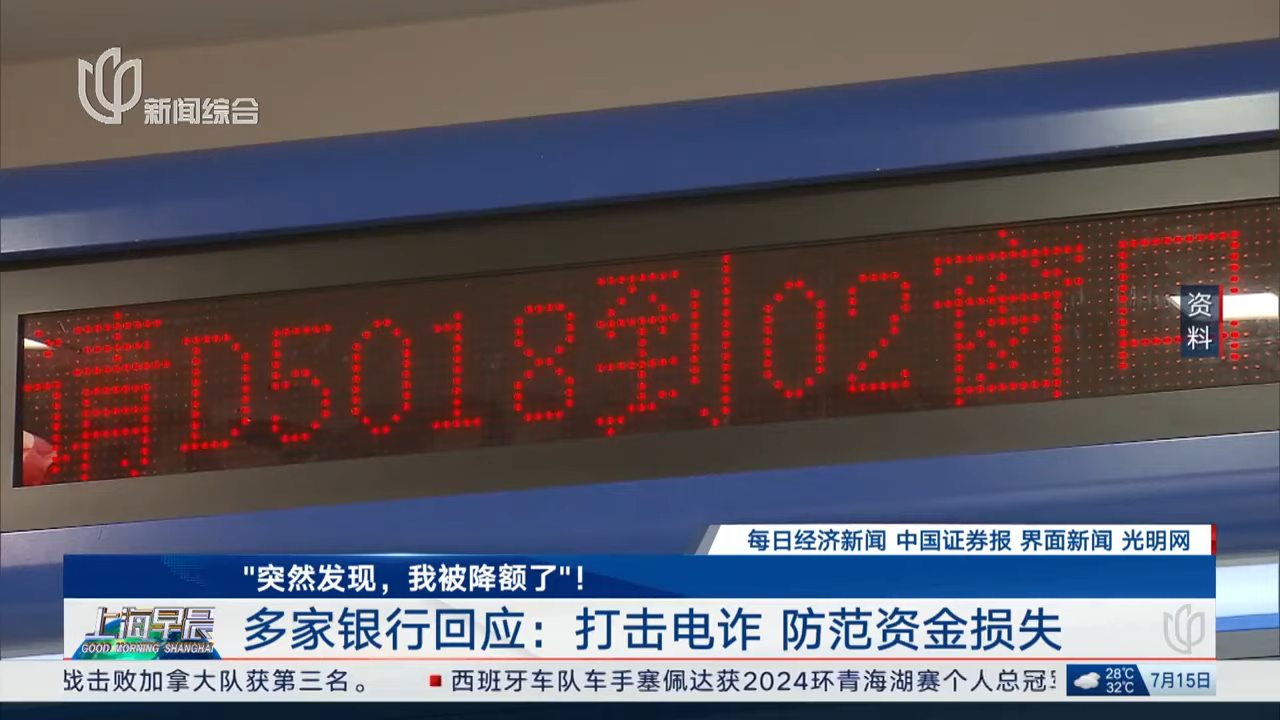 新闻综合
请D5018到02窗口
资料
每日经济新闻 中国证券报 界面新闻 光明网
"突然发现，我被降额了"！
上海早晨
GOOD MORNING SHANGHAI
多家银行回应：打击电诈 防范资金损失
战击败加拿大队获第三名。 ■ 西班牙车队车手塞佩达获2024环青海湖赛个人总冠
28℃
32℃
7月15日